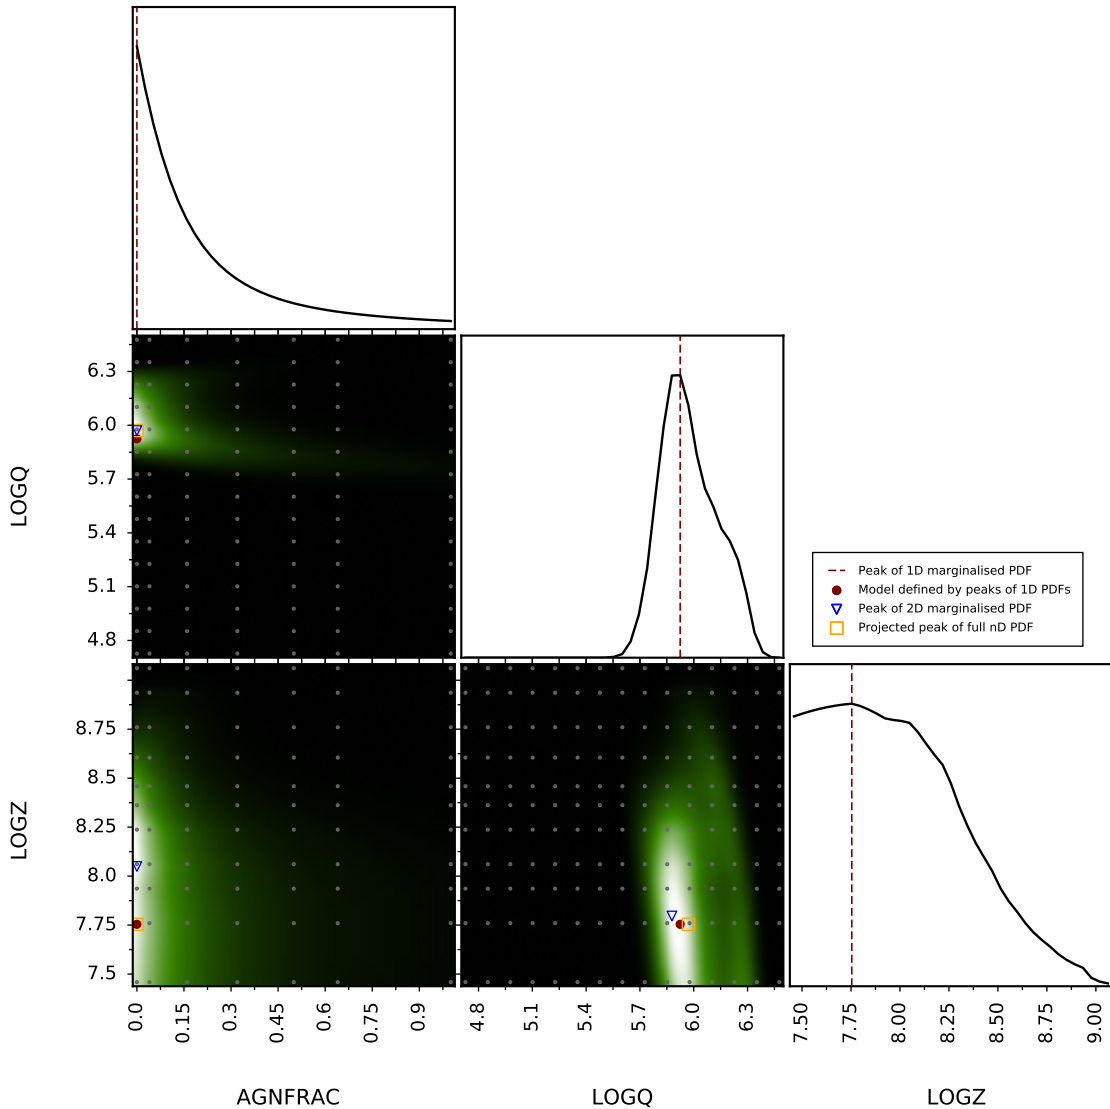 6.3
6.0
5.7
5.4
5.1
4.8
LOGQ
Peak of 1D marginalised PDF
Model defined by peaks of 1D PDFs
Peak of 2D marginalised PDF
Projected peak of full nD PDF
8.75
8.5
8.25
8.0
7.75
7.5
LOGZ
0.0 0.15 0.3 0.45 0.6 0.75 0.9
4.8 5.1 5.4 5.7 6.0 6.3
7.50 7.75 8.00 8.25 8.50 8.75 9.00
AGNFRAC LOGQ LOGZ